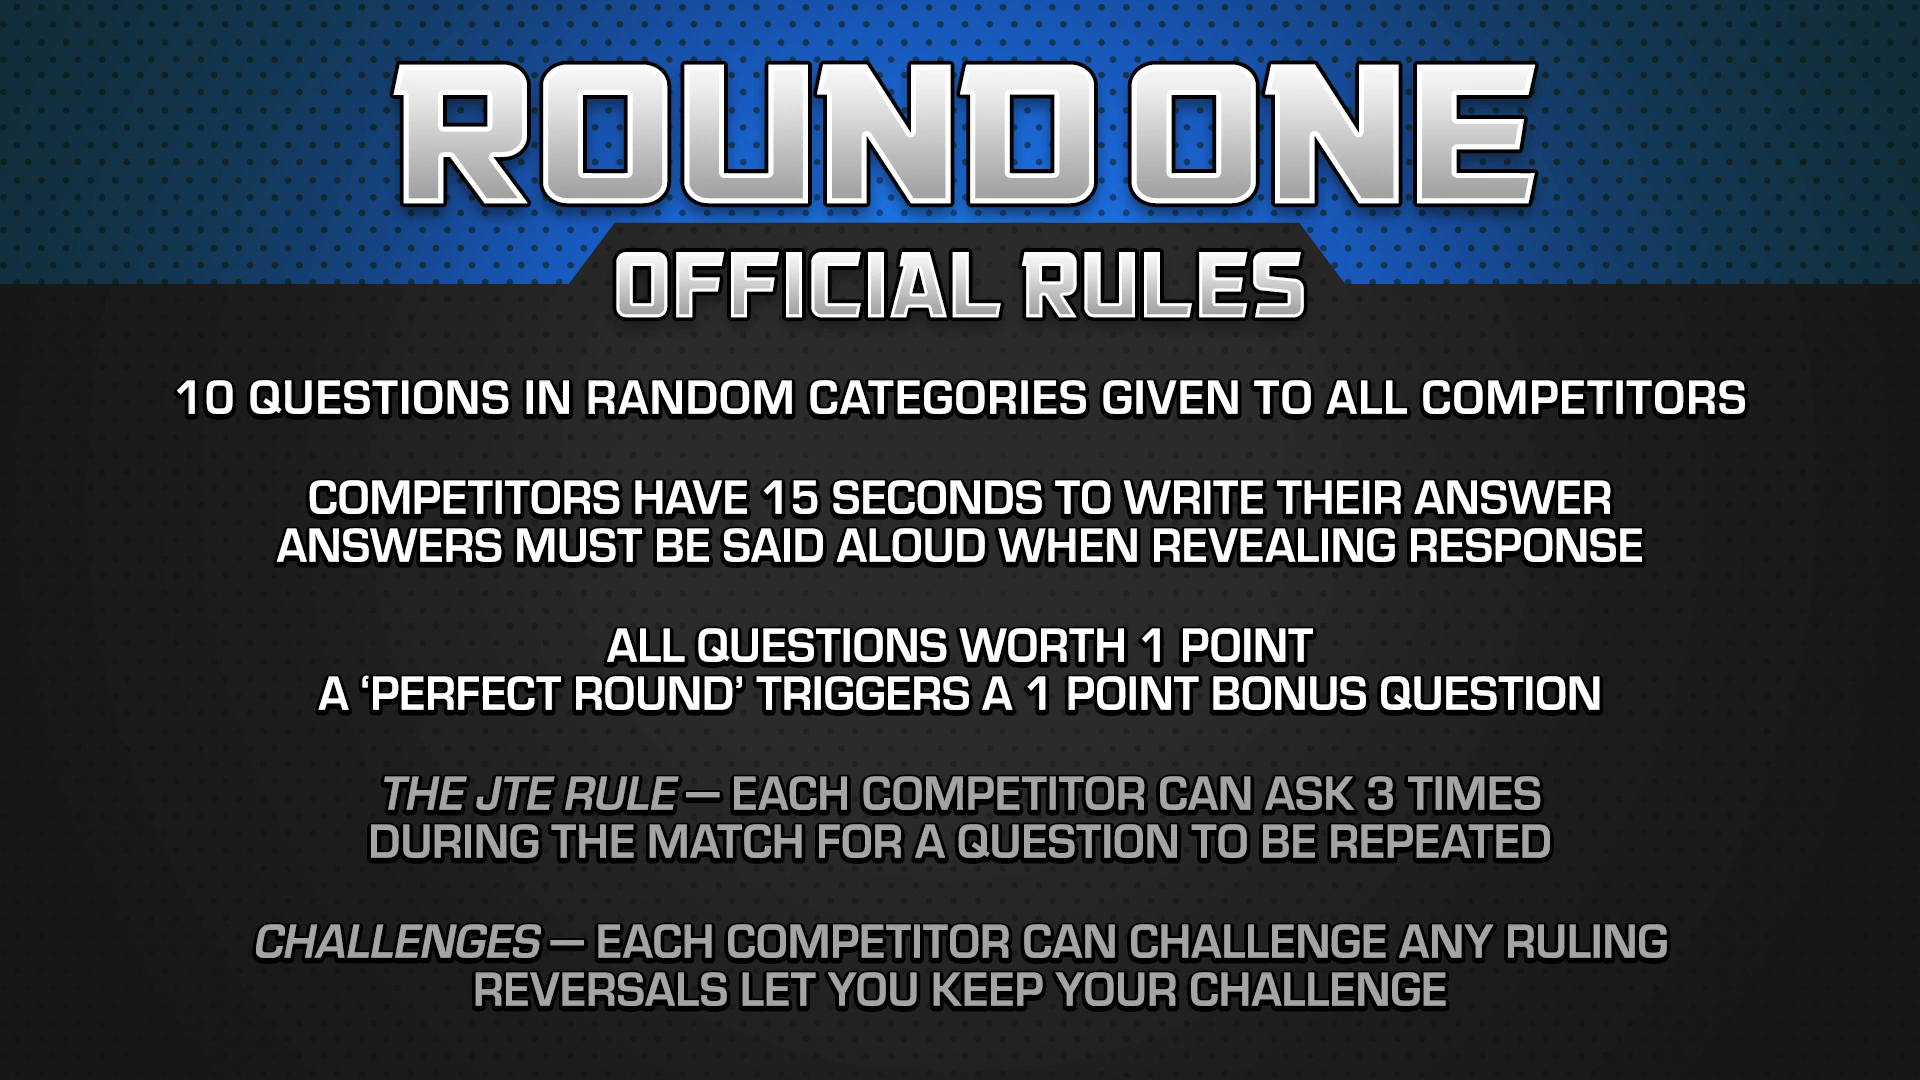 ROUND ONE
OFFICIAL RULES
10 QUESTIONS IN RANDOM CATEGORIES GIVEN TO ALL COMPETITORS
COMPETITORS HAVE 15 SECONDS TO WRITE THEIR ANSWER
ANSWERS MUST BE SAID ALOUD WHEN REVEALING RESPONSE
ALL QUESTIONS WORTH 1 POINT
A ‘PERFECT ROUND’ TRIGGERS A 1 POINT BONUS QUESTION
THE JTE RULE — EACH COMPETITOR CAN ASK 3 TIMES
DURING THE MATCH FOR A QUESTION TO BE REPEATED
CHALLENGES — EACH COMPETITOR CAN CHALLENGE ANY RULING
REVERSALS LET YOU KEEP YOUR CHALLENGE